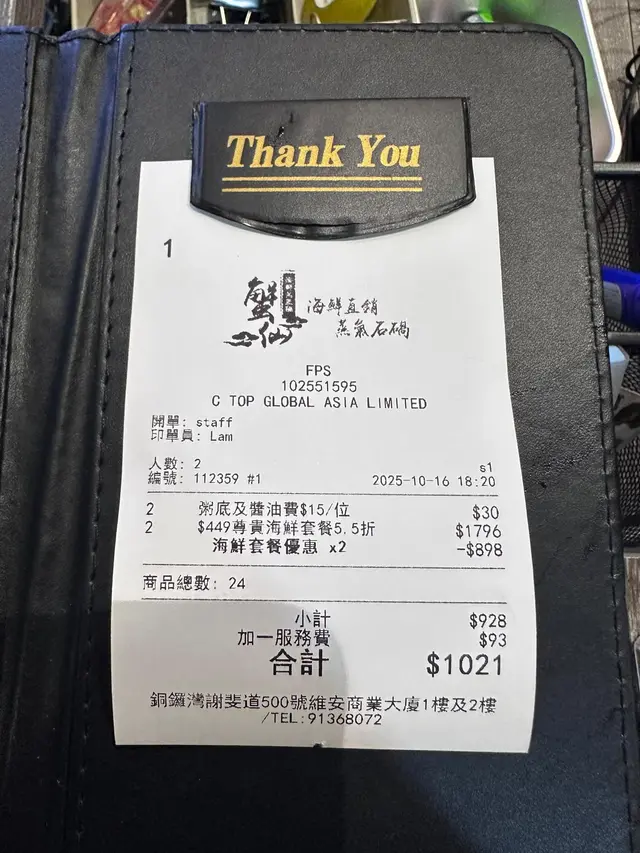 Thank You
1
蟹仙
海鮮直銷
蒸氣石鍋
FPS
102551595
C TOP GLOBAL ASIA LIMITED
開單: staff
印單員: Lam
人數: 2
s1
編號: 112359 #1 2025-10-16 18:20
2 粥底及醬油費$15/位 $30
2 $449尊貴海鮮套餐5.5折 $1796
海鮮套餐優惠 x2 -$898
商品總數: 24
小計 $928
加一服務費 $93
合計 $1021
銅鑼灣謝斐道500號維安商業大廈1樓及2樓
/TEL:91368072